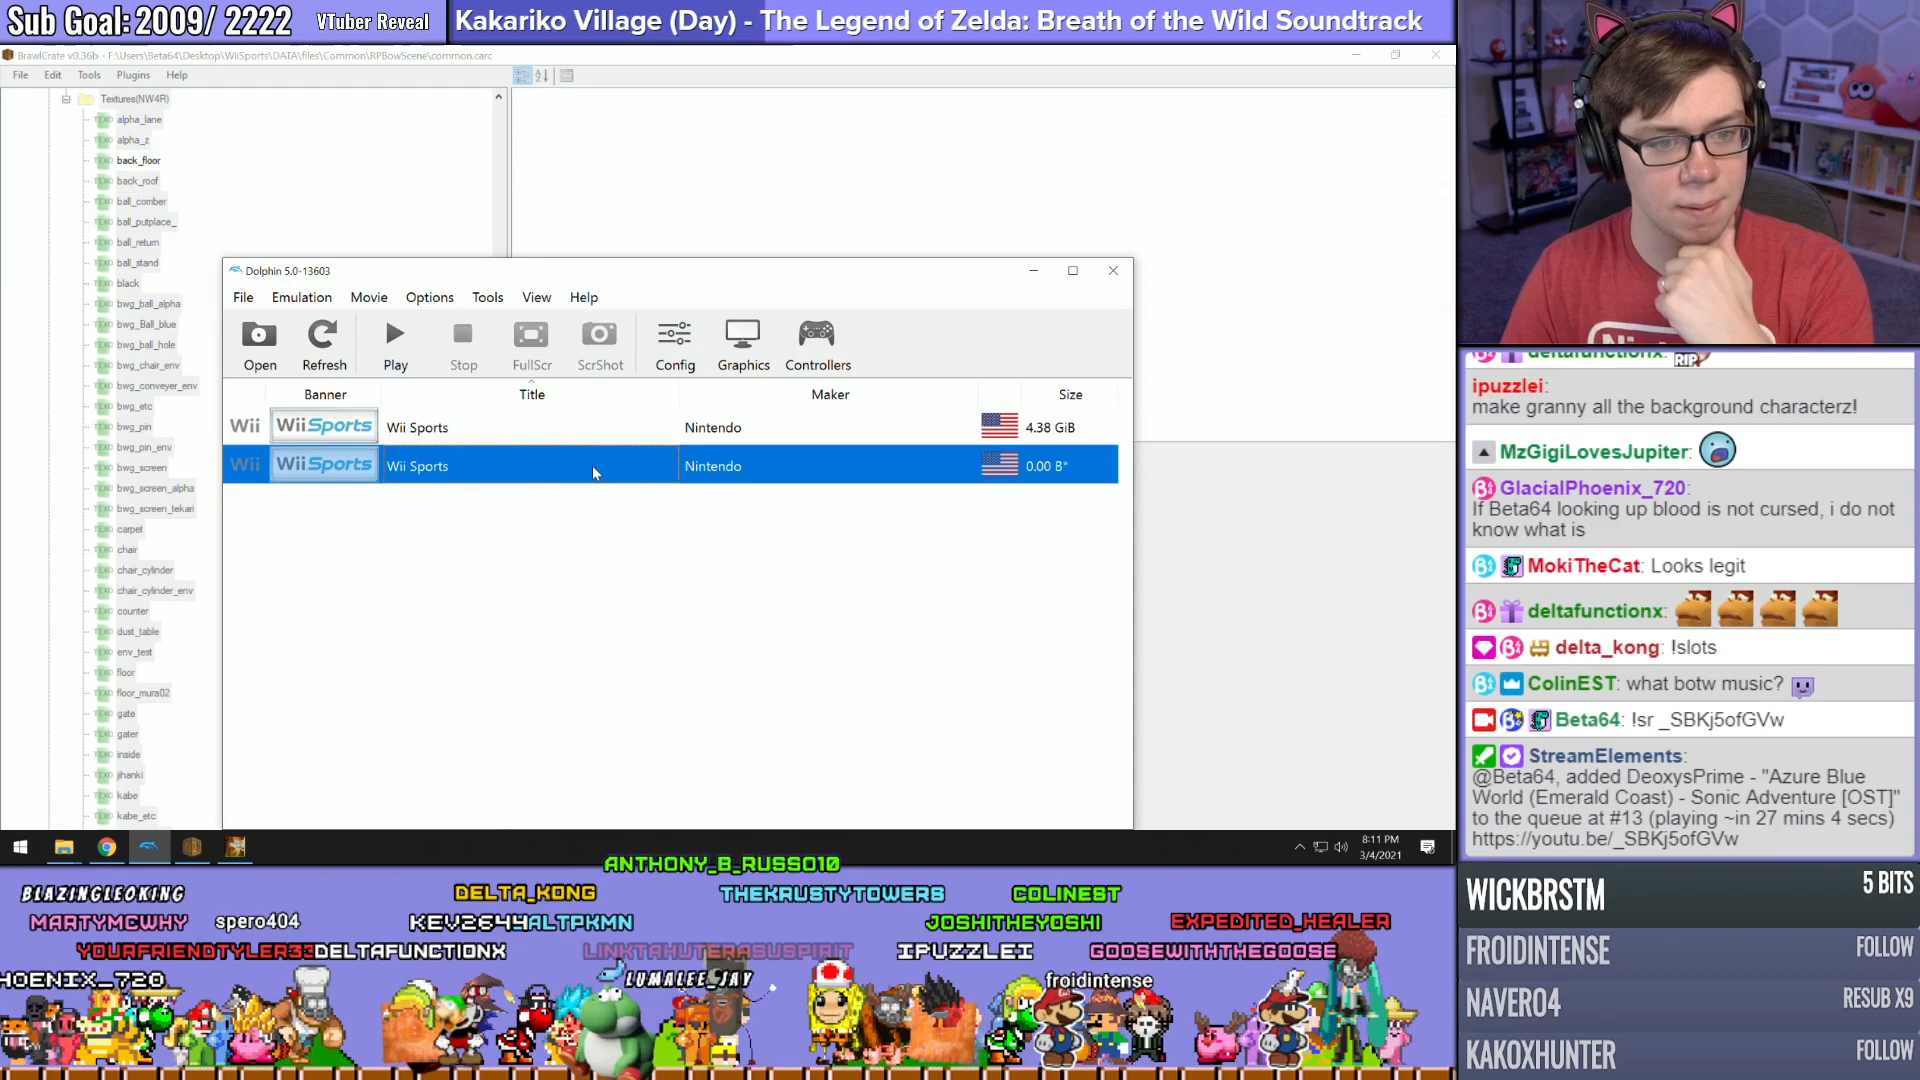 Sub Goal: 2009/ 2222
VTuber Reveal
Kakariko Village (Day) - The Legend of Zelda: Breath of the Wild Soundtrack
BrawlCrate v0.36b - F:\Users\Beta64\Desktop\WiiSports\DATA\files\Common\RPBowScene\common.carc
File Edit Tools Plugins Help
Textures(NW4R)
alpha_lane
alpha_z
back_floor
back_roof
ball_comber
ball_putplace_
ball_return
ball_stand
black
bwg_ball_alpha
bwg_Ball_blue
bwg_ball_hole
bwg_chair_env
bwg_conveyer_env
bwg_etc
bwg_pin
bwg_pin_env
bwg_screen
bwg_screen_alpha
bwg_screen_tekari
carpet
chair
chair_cylinder
chair_cylinder_env
counter
dust_table
env_test
floor
floor_mura02
gate
gater
inside
jihanki
kabe
kabe_etc
Dolphin 5.0-13603
File Emulation Movie Options Tools View Help
Open Refresh Play Stop FullScr ScrShot Config Graphics Controllers
Banner Title Maker Size
Wii Wii Sports Wii Sports Nintendo 4.38 GiB
Wii Wii Sports Wii Sports Nintendo 0.00 B*
8:11 PM
3/4/2021
deltafunctionx: RIP
ipuzzlei:
make granny all the background characterz!
MzGigiLovesJupiter:
GlacialPhoenix_720:
If Beta64 looking up blood is not cursed, i do not
know what is
MokiTheCat: Looks legit
deltafunctionx:
delta_kong: !slots
ColinEST: what botw music?
Beta64: !sr _SBKj5ofGVw
StreamElements:
@Beta64, added DeoxysPrime - "Azure Blue
World (Emerald Coast) - Sonic Adventure [OST]"
to the queue at #13 (playing ~in 27 mins 4 secs)
https://youtu.be/_SBKj5ofGVw
WICKBRSTM 5 BITS
FROIDINTENSE FOLLOW
NAVERO4 RESUB X9
KAKOXHUNTER FOLLOW
ANTHONY_B_RUSSO10
BLAZINGLEOKING DELTA_KONG THEKRUSTYTOWER8 COLINEST
MARTYMCWHY spero404 KEV2644 ALTPKMN JOSHITHEYOSHI EXPEDITED_HEALER
YOURFRIENDTYLER33 DELTAFUNCTIONX LINKTAHUTERASUSPIRIT IPUZZLEI GOOSEWITHTHEGOOSE
HOENIX_720 LUMALEE_JAY froidintense